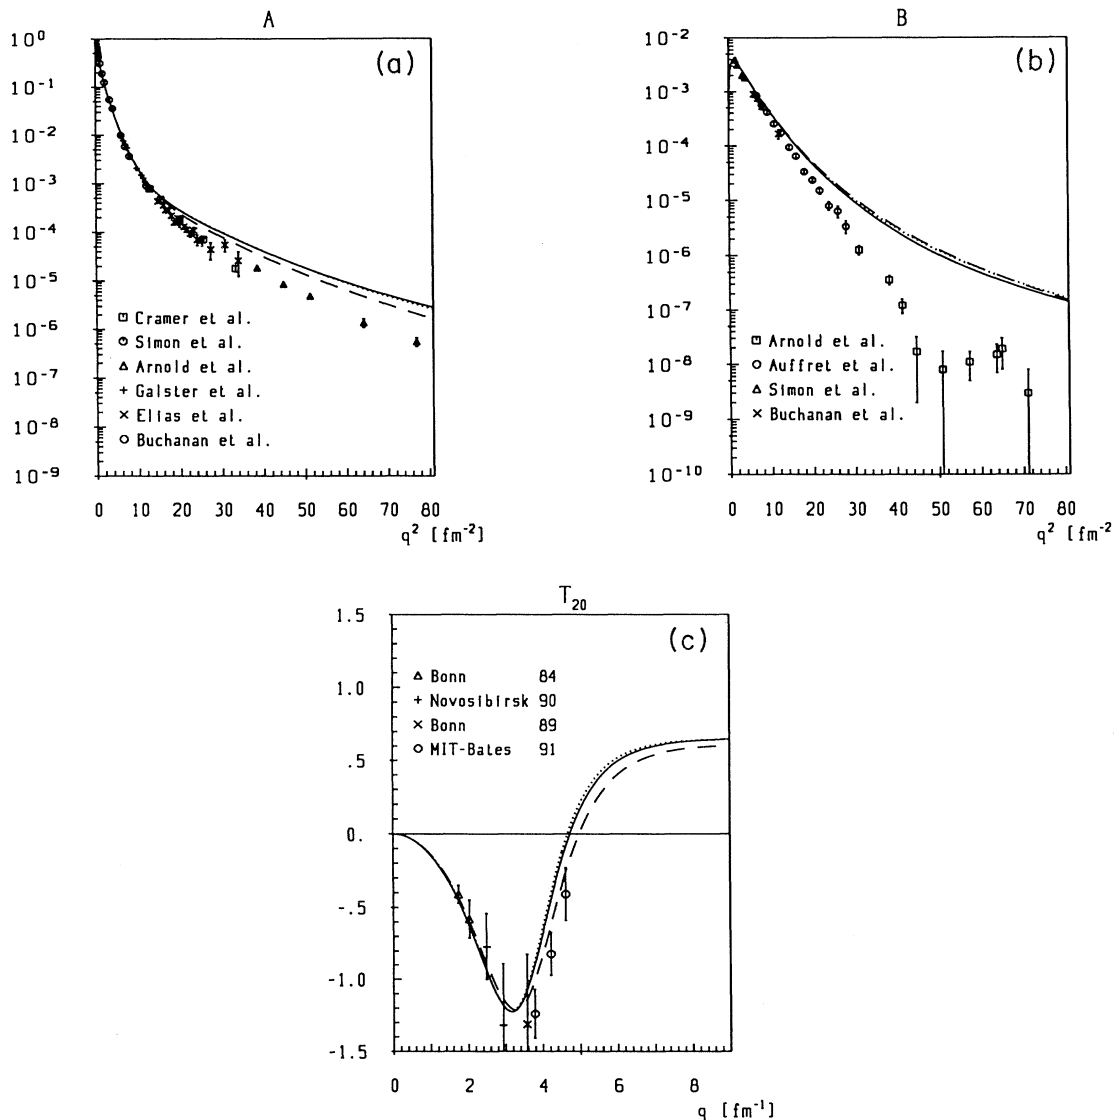 A
(a)
10^0
10^-1
10^-2
10^-3
10^-4
10^-5
10^-6
10^-7
10^-8
10^-9
Cramer et al.
Simon et al.
Arnold et al.
Galster et al.
Elias et al.
Buchanan et al.
0 10 20 30 40 50 60 70 80
q^2 [fm^-2]
B
(b)
10^-2
10^-3
10^-4
10^-5
10^-6
10^-7
10^-8
10^-9
10^-10
Arnold et al.
Auffret et al.
Simon et al.
Buchanan et al.
0 10 20 30 40 50 60 70 80
q^2 [fm^-2
T_20
(c)
1.5
1.0
.5
0.
-.5
-1.0
-1.5
Bonn 84
Novosibirsk 90
Bonn 89
MIT-Bates 91
0 2 4 6 8
q [fm^-1]